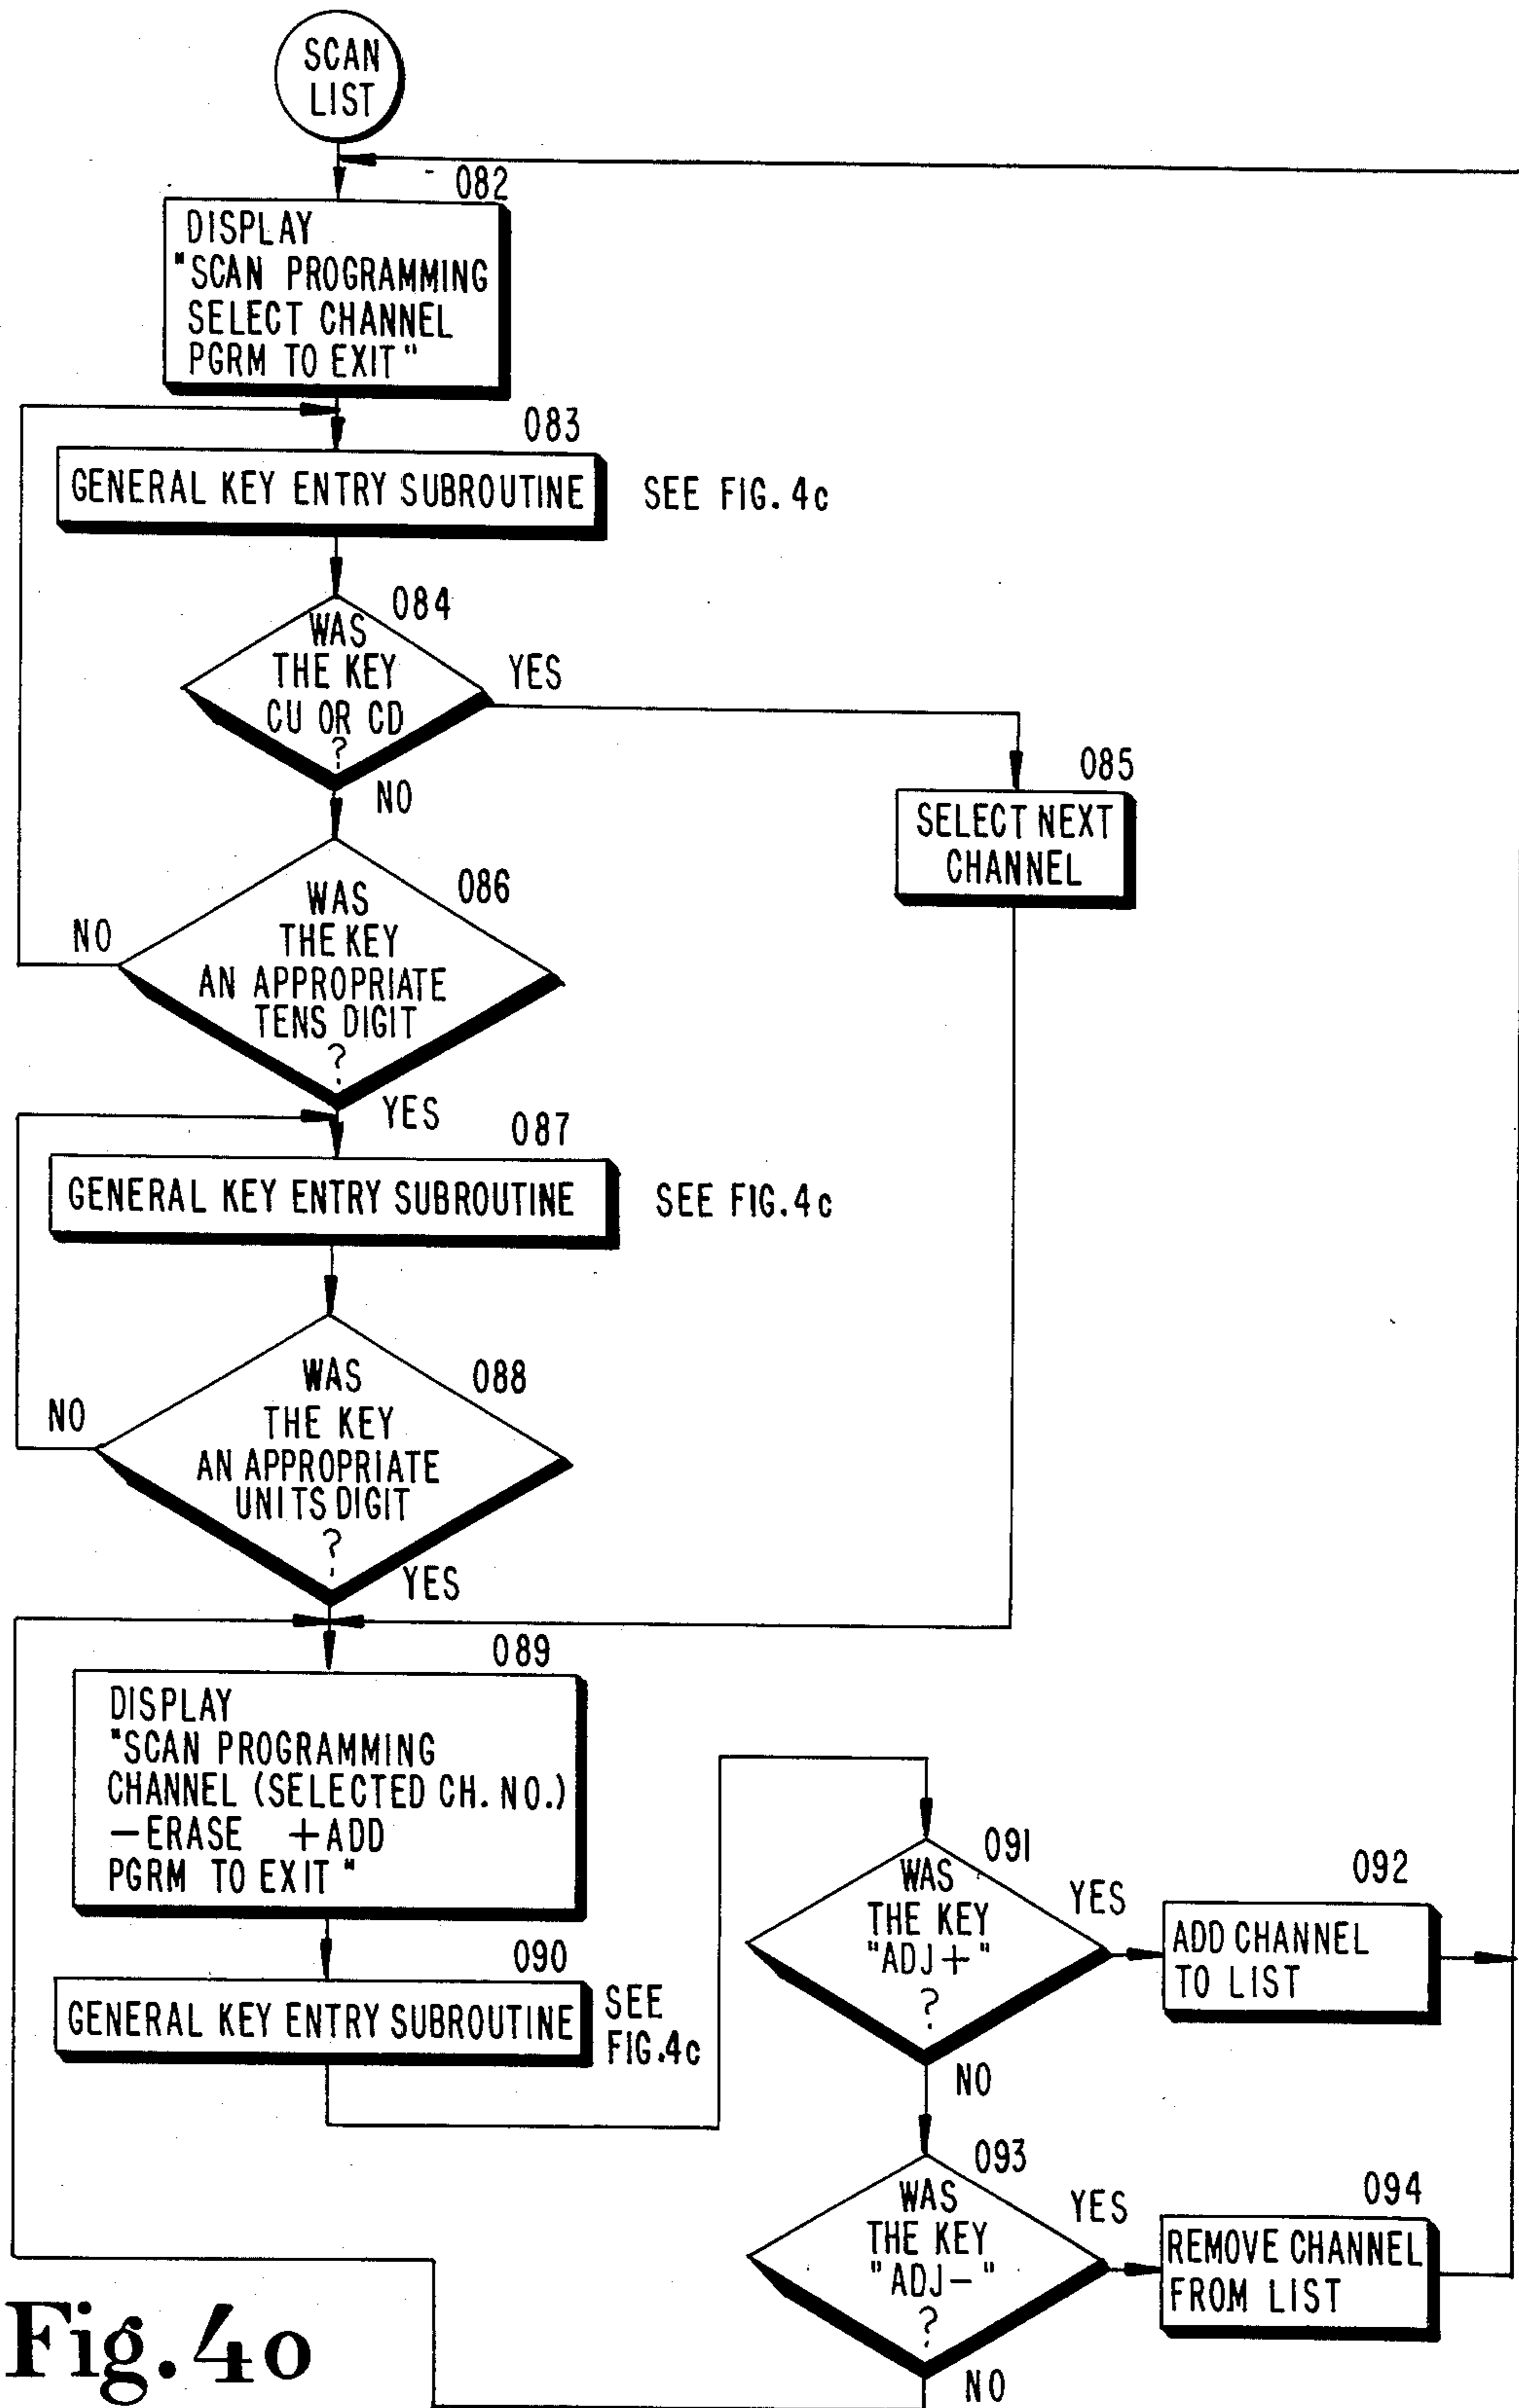 SCAN
LIST
082
DISPLAY
"SCAN PROGRAMMING
SELECT CHANNEL
PGRM TO EXIT"
083
GENERAL KEY ENTRY SUBROUTINE
SEE FIG. 4c
084
WAS
THE KEY
CU OR CD
?
YES
NO
085
SELECT NEXT
CHANNEL
086
WAS
THE KEY
AN APPROPRIATE
TENS DIGIT
?
NO
YES
087
GENERAL KEY ENTRY SUBROUTINE
SEE FIG. 4c
088
WAS
THE KEY
AN APPROPRIATE
UNITS DIGIT
?
NO
YES
089
DISPLAY
"SCAN PROGRAMMING
CHANNEL (SELECTED CH. NO.)
-ERASE +ADD
PGRM TO EXIT"
090
GENERAL KEY ENTRY SUBROUTINE
SEE
FIG. 4c
091
WAS
THE KEY
"ADJ+"
?
YES
NO
092
ADD CHANNEL
TO LIST
093
WAS
THE KEY
"ADJ-"
?
YES
NO
094
REMOVE CHANNEL
FROM LIST
Fig. 4o